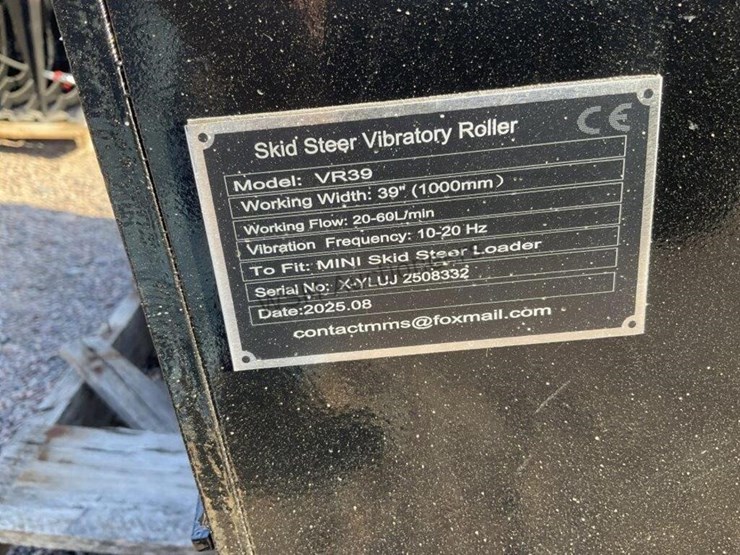 Skid Steer Vibratory Roller CE
Model: VR39
Working Width: 39" (1000mm)
Working Flow: 20-60L/min
Vibration Frequency: 10-20 Hz
To Fit: MINI Skid Steer Loader
Serial No: X-YLUJ 2508332
Date:2025.08
contactmms@foxmail.com